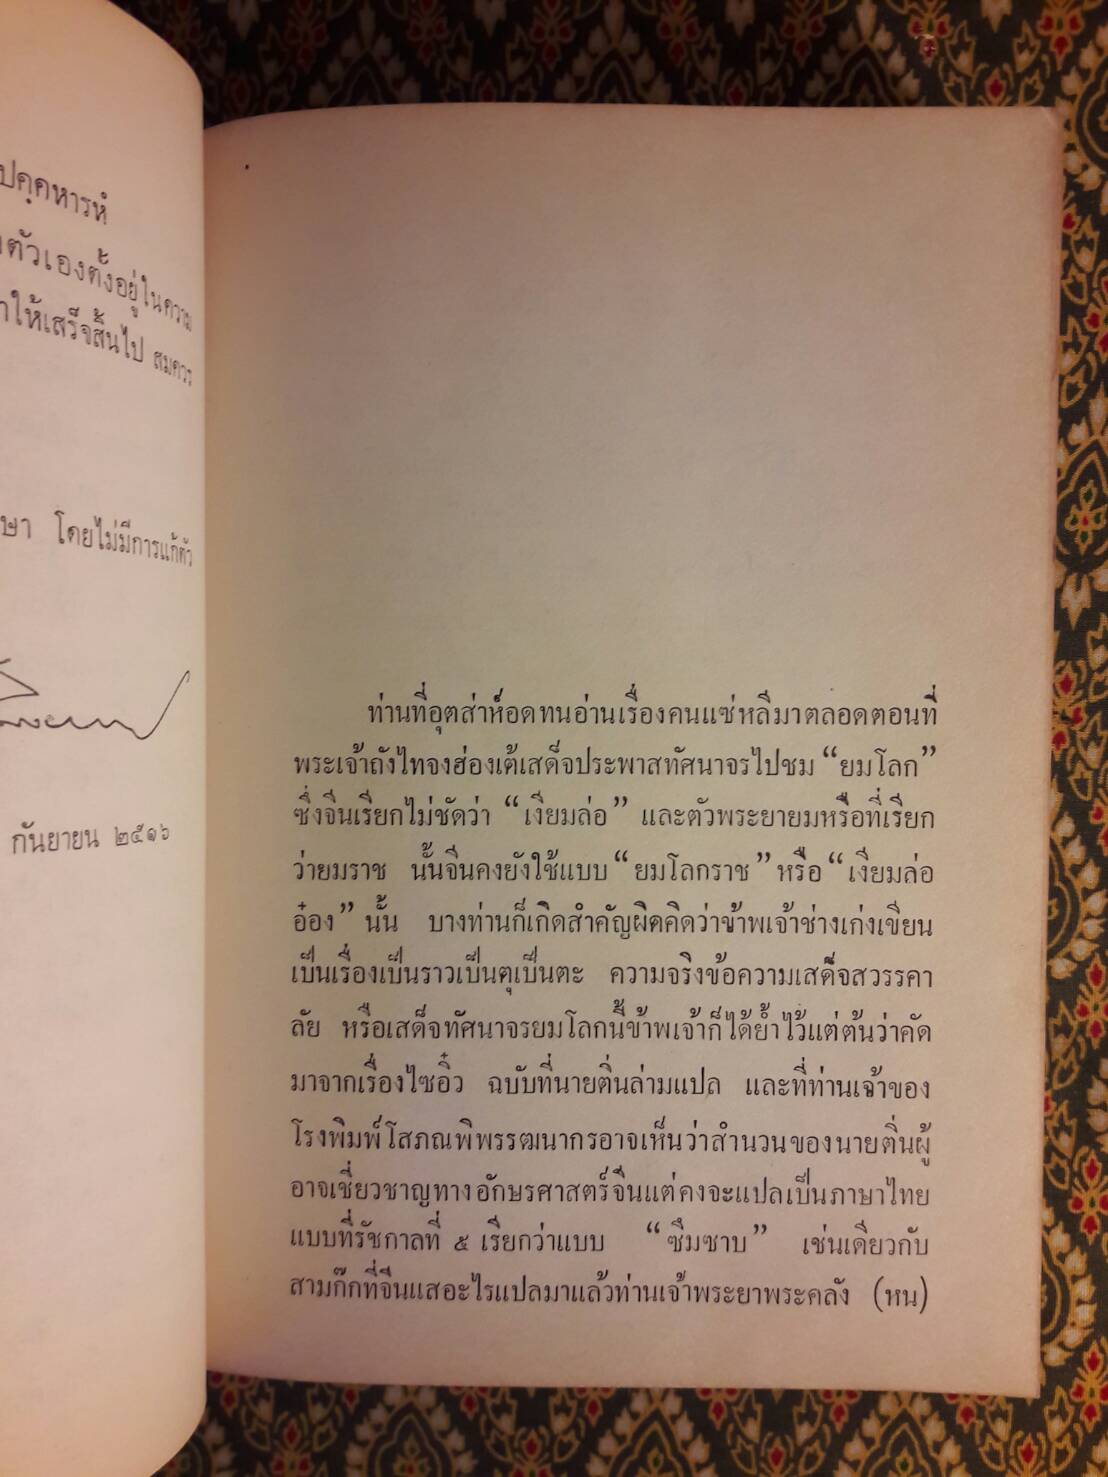 ปคฺคหารหํ
ตัวเองตั้งอยู่ในความ
ให้เสร็จสิ้นไป สมควร
ษา โดยไม่มีการแก้ตัว
กันยายน ๒๕๑๖
ท่านที่อุตส่าห์อดทนอ่านเรื่องคนแซ่หลีมาตลอดตอนที่
พระเจ้าถังไทจงฮ่องเต้เสด็จประพาสทัศนาจรไปชม “ยมโลก”
ซึ่งจีนเรียกไม่ชัดว่า “เงียมล่อ” และตัวพระยายมหรือที่เรียก
ว่ายมราช นั้นจีนคงยังใช้แบบ “ยมโลกราช” หรือ “เงียมล่อ
อ๋อง” นั้น บางท่านก็เกิดสำคัญผิดคิดว่าข้าพเจ้าช่างเก่งเขียน
เป็นเรื่องเป็นราวเป็นตุเป็นตะ ความจริงข้อความเสด็จสวรรคา
ลัย หรือเสด็จทัศนาจรยมโลกนี้ข้าพเจ้าก็ได้ย้ำไว้แต่ต้นว่าคัด
มาจากเรื่องไซอิ๋ว ฉบับที่นายตื่นล่ามแปล และที่ท่านเจ้าของ
โรงพิมพ์โสภณพิพรรฒนากรอาจเห็นว่าสำนวนของนายตื่นผู้
อาจเชี่ยวชาญทางอักษรศาสตร์จีนแต่คงจะแปลเป็นภาษาไทย
แบบที่รัชกาลที่ ๕ เรียกว่าแบบ “ซึมซาบ” เช่นเดียวกับ
สามก๊กที่จีนแสอะไรแปลมาแล้วท่านเจ้าพระยาพระคลัง (หน)